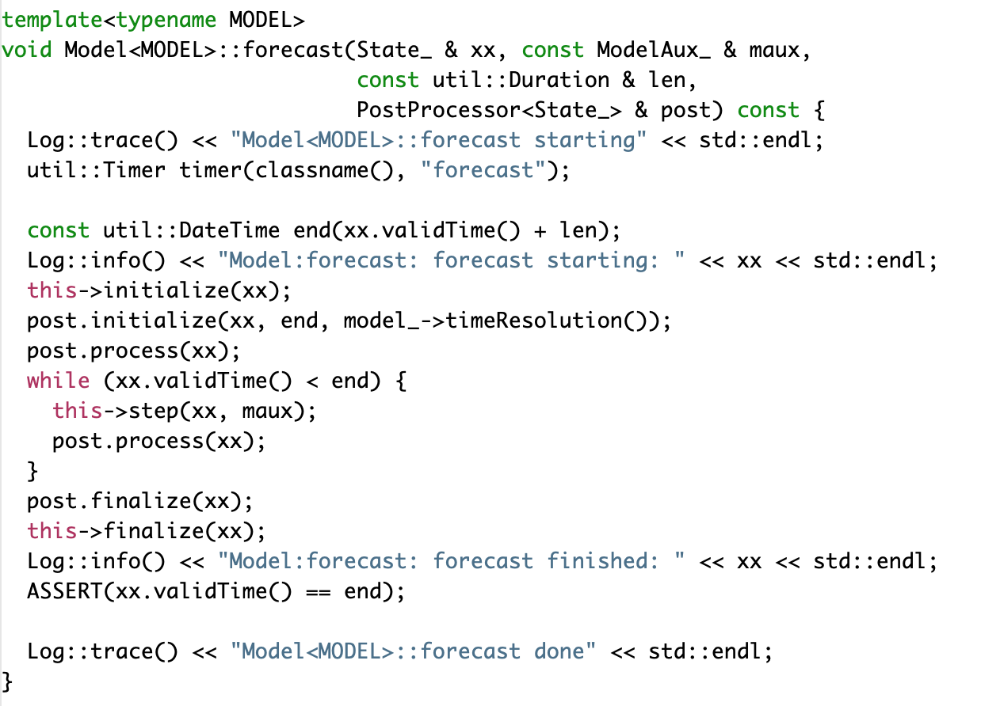 template<typename MODEL>
void Model<MODEL>::forecast(State_ & xx, const ModelAux_ & maux,
                            const util::Duration & len,
                            PostProcessor<State_> & post) const {
  Log::trace() << "Model<MODEL>::forecast starting" << std::endl;
  util::Timer timer(classname(), "forecast");

  const util::DateTime end(xx.validTime() + len);
  Log::info() << "Model:forecast: forecast starting: " << xx << std::endl;
  this->initialize(xx);
  post.initialize(xx, end, model_->timeResolution());
  post.process(xx);
  while (xx.validTime() < end) {
    this->step(xx, maux);
    post.process(xx);
  }
  post.finalize(xx);
  this->finalize(xx);
  Log::info() << "Model:forecast: forecast finished: " << xx << std::endl;
  ASSERT(xx.validTime() == end);

  Log::trace() << "Model<MODEL>::forecast done" << std::endl;
}